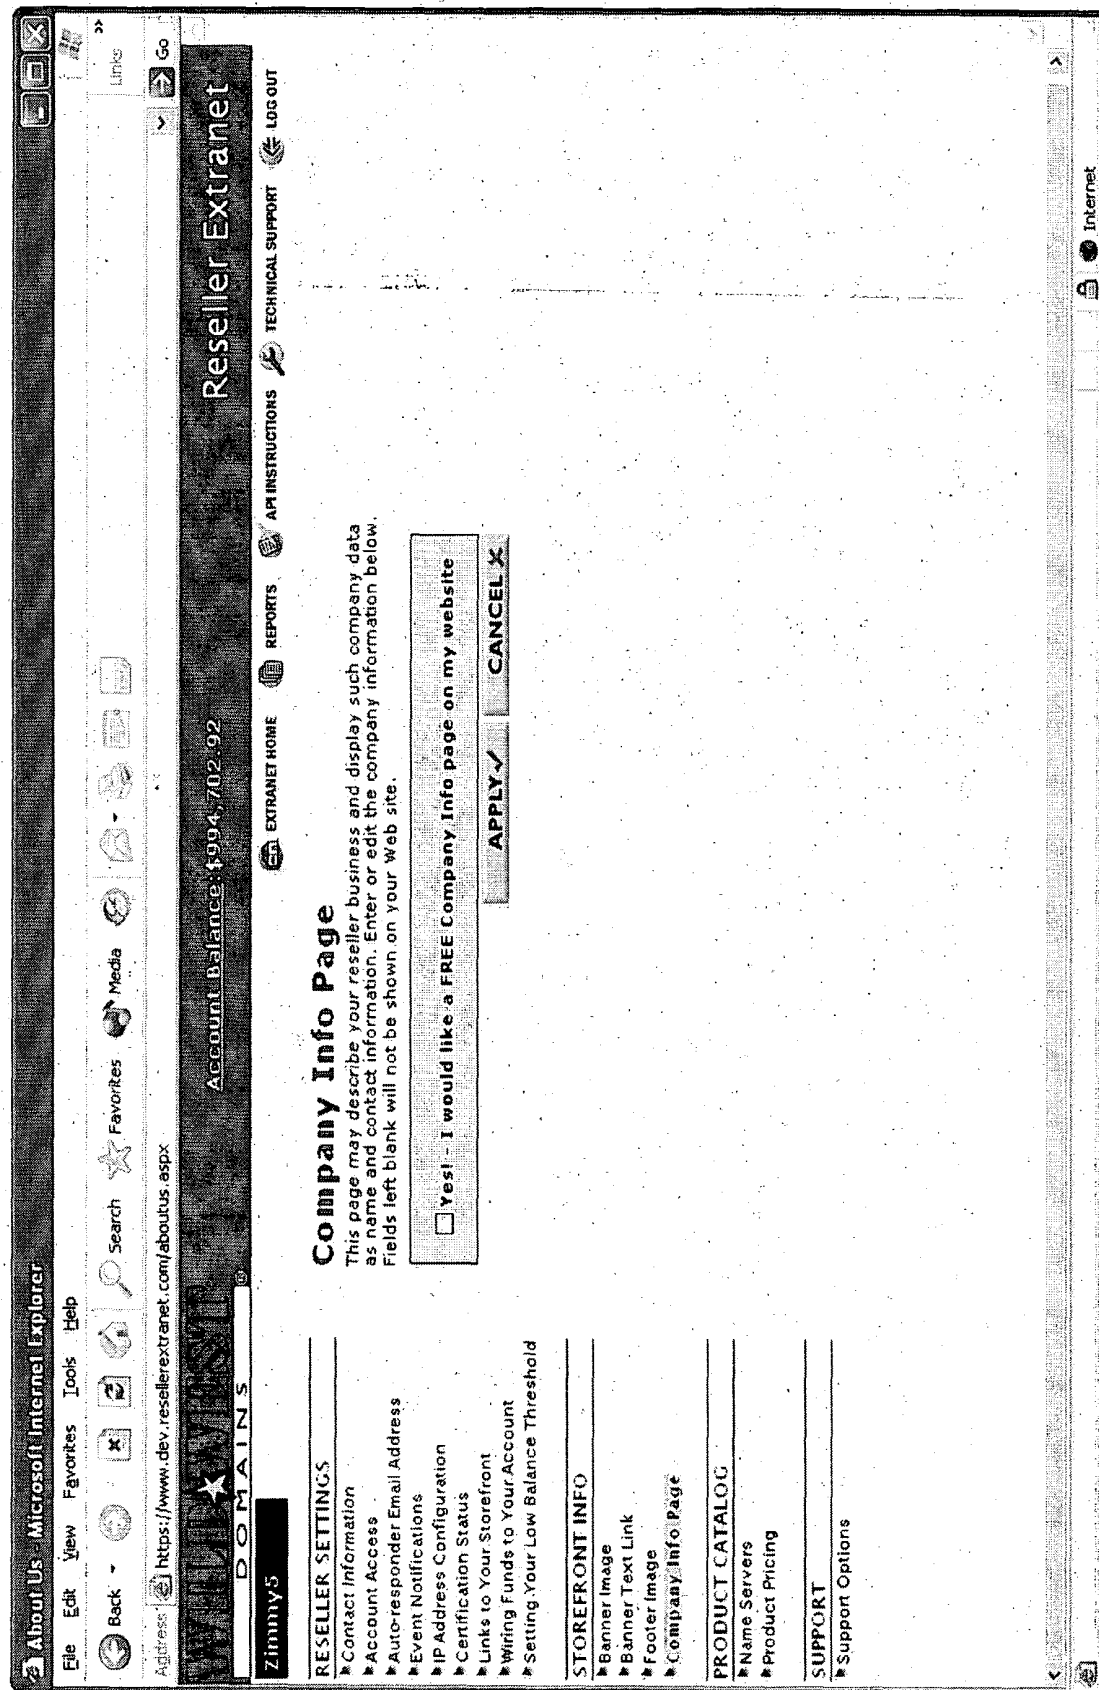 About Us - Microsoft Internet Explorer
File Edit View Favorites Tools Help
Back Search Favorites Media Links »
Address https://www.dev.resellerextranet.com/aboutus.aspx Go
WILD WEST
DOMAINS ®
Account Balance: $994,702.92
Reseller Extranet
Zimmy5
EXTRANET HOME REPORTS API INSTRUCTIONS TECHNICAL SUPPORT LOG OUT
RESELLER SETTINGS
Contact Information
Account Access
Auto-responder Email Address
Event Notifications
IP Address Configuration
Certification Status
Links to Your Storefront
Wiring Funds to Your Account
Setting Your Low Balance Threshold
STOREFRONT INFO
Banner Image
Banner Text Link
Footer Image
Company Info Page
PRODUCT CATALOG
Name Servers
Product Pricing
SUPPORT
Support Options
Company Info Page
This page may describe your reseller business and display such company data
as name and contact information. Enter or edit the company information below.
Fields left blank will not be shown on your Web site.
Yes! - I would like a FREE Company Info page on my website
APPLY ✓ CANCEL X
Internet